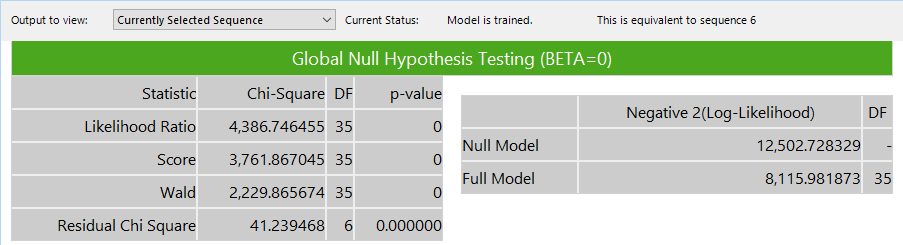 Output to view: Currently Selected Sequence Current Status: Model is trained. This is equivalent to sequence 6
Global Null Hypothesis Testing (BETA=0)
Statistic Chi-Square DF p-value
Likelihood Ratio 4,386.746455 35 0
Score 3,761.867045 35 0
Wald 2,229.865674 35 0
Residual Chi Square 41.239468 6 0.000000
Negative 2(Log-Likelihood) DF
Null Model 12,502.728329 -
Full Model 8,115.981873 35